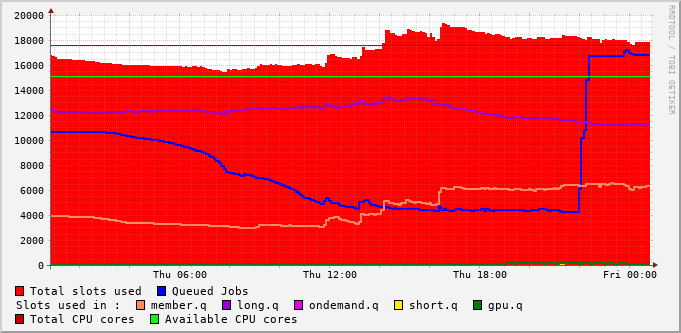 20000
18000
16000
14000
12000
10000
8000
6000
4000
2000
0
Thu 06:00 Thu 12:00 Thu 18:00 Fri 00:00
RRDTOOL / TOBI OETIKER
Total slots used Queued Jobs
Slots used in : member.q long.q ondemand.q short.q gpu.q
Total CPU cores Available CPU cores